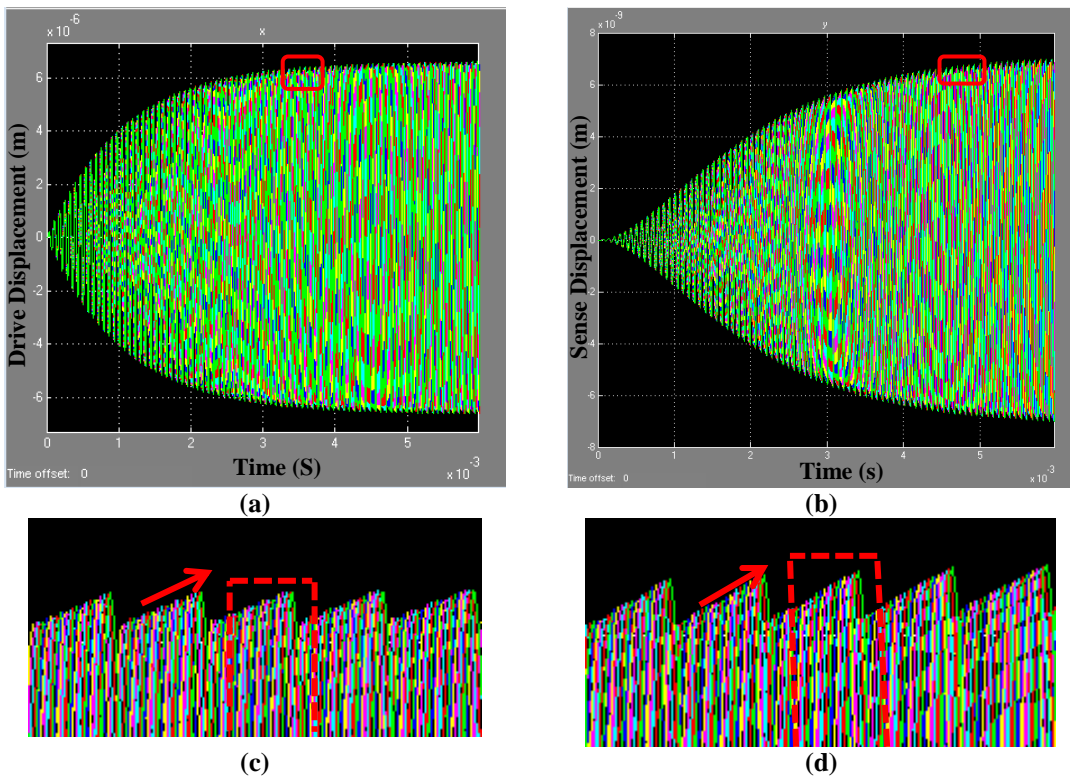 x 10^-6
x
6
4
2
0
-2
-4
-6
Drive Displacement (m)
0 1 2 3 4 5
Time (S)
x 10^-3
Time offset: 0
(a)
x 10^-9
y
8
6
4
2
0
-2
-4
-6
-8
Sense Displacement (m)
0 1 2 3 4 5
Time (s)
x 10^-3
Time offset: 0
(b)
(c)
(d)